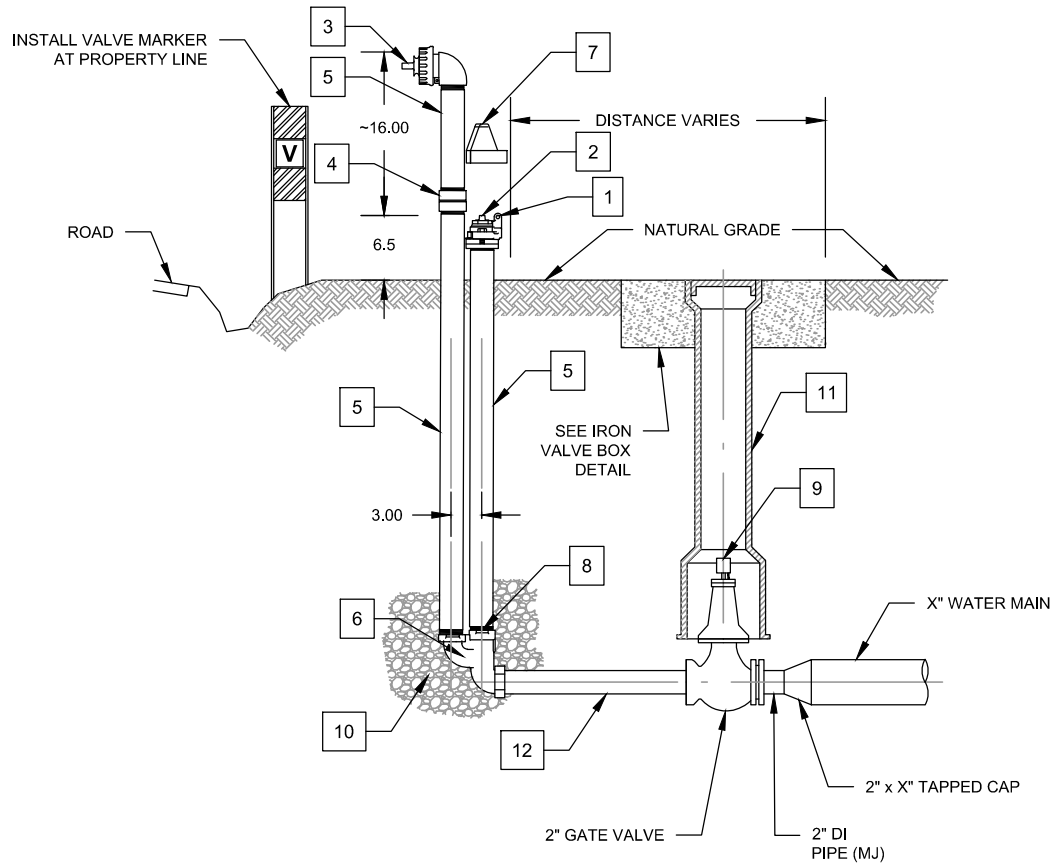 3
INSTALL VALVE MARKER
AT PROPERTY LINE
5
7
DISTANCE VARIES
~16.00
2
V
4
1
ROAD
6.5
NATURAL GRADE
5
5
11
SEE IRON
VALVE BOX
DETAIL
9
3.00
8
X" WATER MAIN
6
10
12
2" x X" TAPPED CAP
2" GATE VALVE
2" DI
PIPE (MJ)